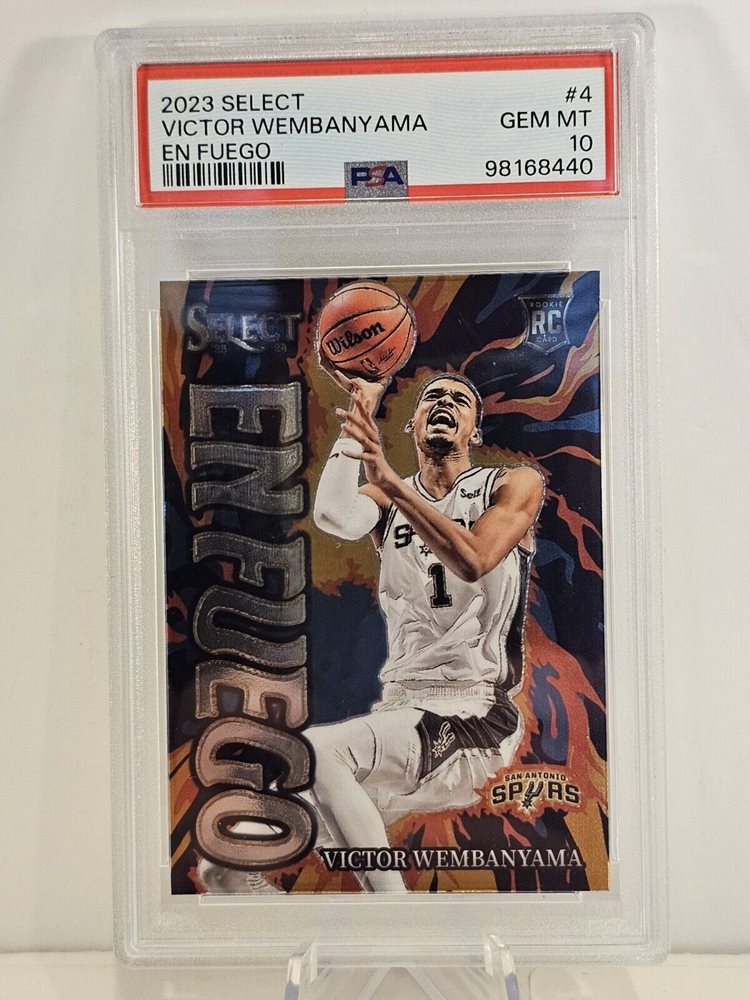 2023 SELECT #4
VICTOR WEMBANYAMA GEM MT
EN FUEGO 10
PSA 98168440
SELECT
ROOKIE
RC
CARD
Wilson
EN FUEGO
Self
1
SAN ANTONIO
SPURS
VICTOR WEMBANYAMA